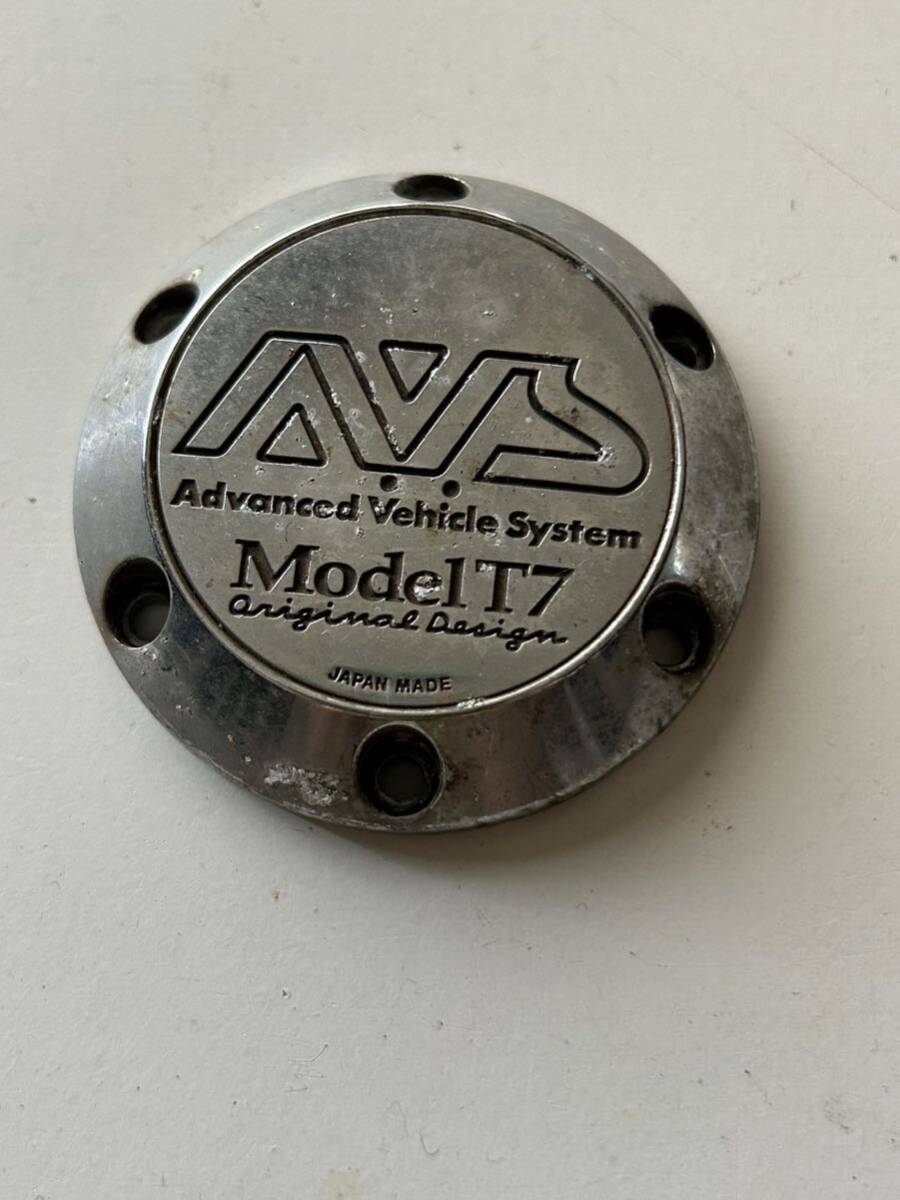 AVS
Advanced Vehicle System
Model T7
Original Design
JAPAN MADE